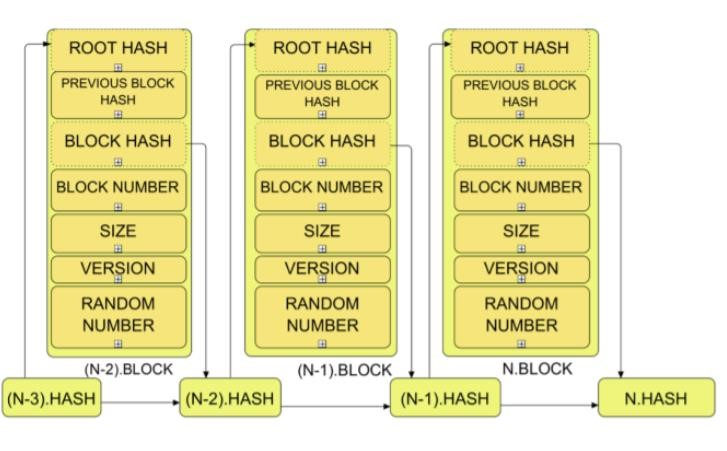 ROOT HASH
PREVIOUS BLOCK
HASH
BLOCK HASH
BLOCK NUMBER
SIZE
VERSION
RANDOM
NUMBER
(N-2).BLOCK
ROOT HASH
PREVIOUS BLOCK
HASH
BLOCK HASH
BLOCK NUMBER
SIZE
VERSION
RANDOM
NUMBER
(N-1).BLOCK
ROOT HASH
PREVIOUS BLOCK
HASH
BLOCK HASH
BLOCK NUMBER
SIZE
VERSION
RANDOM
NUMBER
N.BLOCK
(N-3).HASH
(N-2).HASH
(N-1).HASH
N.HASH